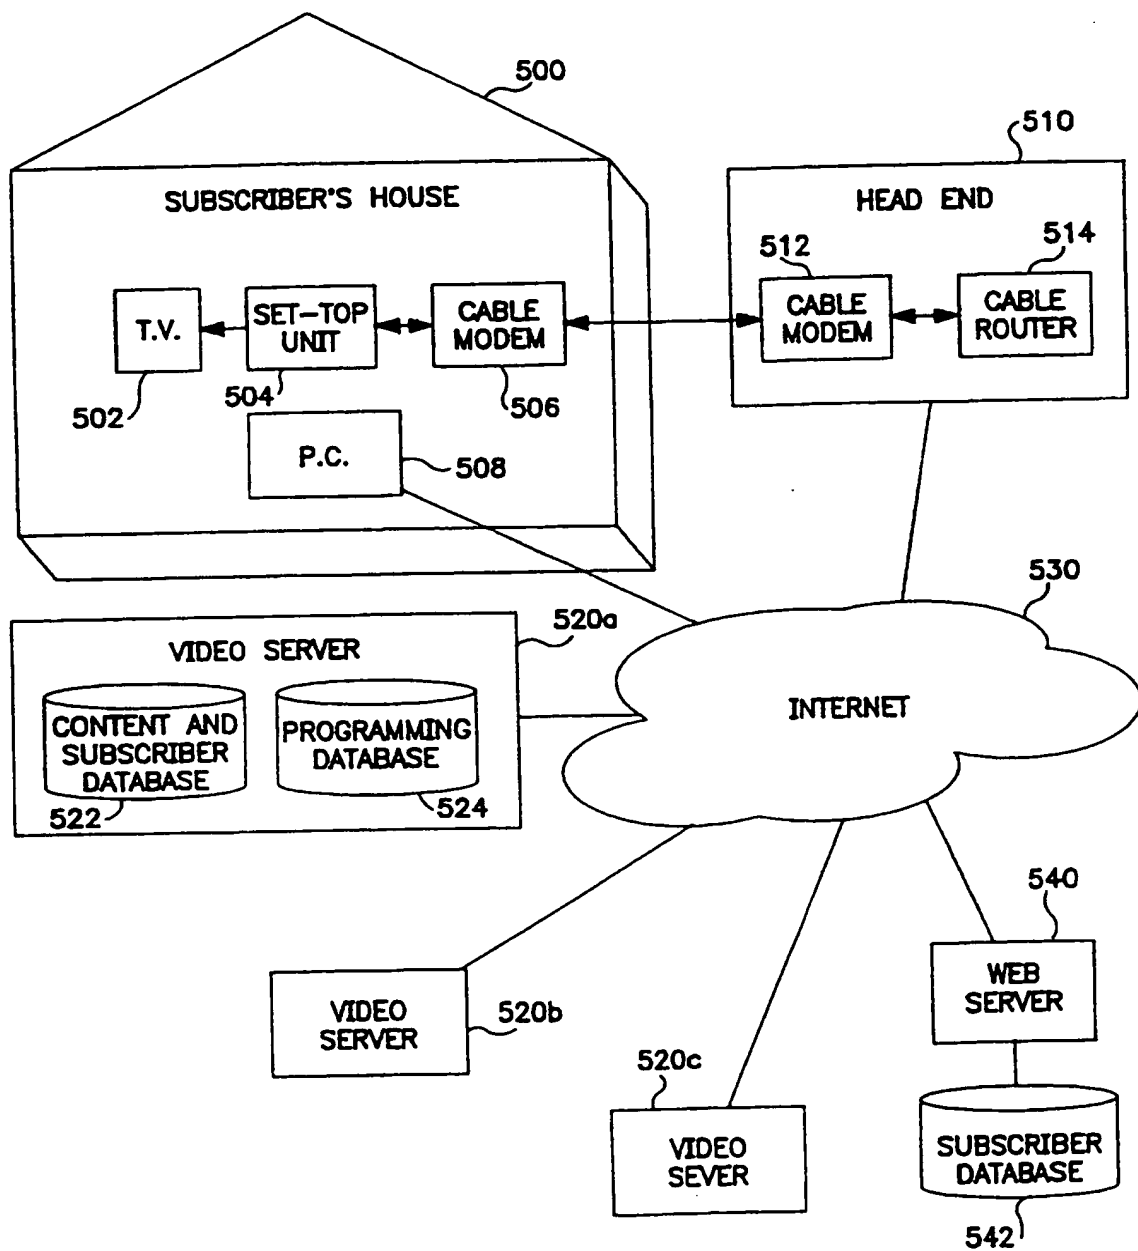 500
510
SUBSCRIBER'S HOUSE
HEAD END
512
514
T.V.
SET-TOP
UNIT
CABLE
MODEM
CABLE
MODEM
CABLE
ROUTER
502
504
506
P.C.
508
530
520a
VIDEO SERVER
INTERNET
CONTENT AND
SUBSCRIBER
DATABASE
PROGRAMMING
DATABASE
522
524
540
VIDEO
SERVER
520b
WEB
SERVER
520c
VIDEO
SEVER
SUBSCRIBER
DATABASE
542